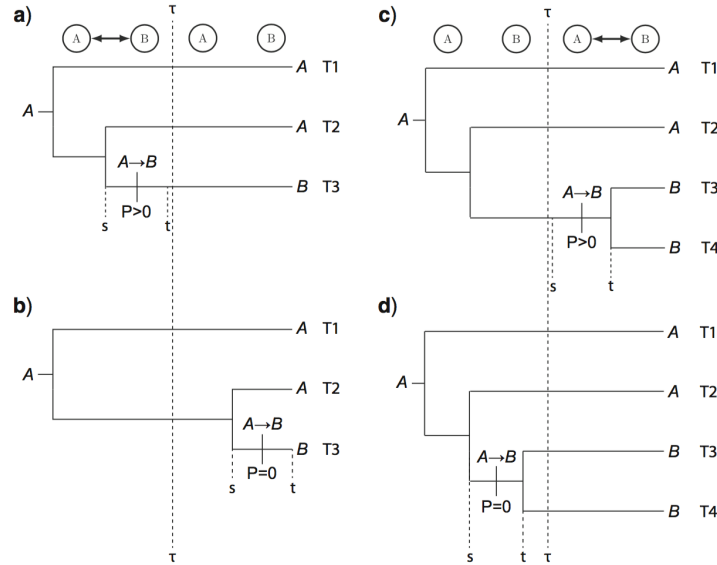 a)
τ
A B A B
A T1
A
A T2
A→B
B T3
P>0
s t
b)
A T1
A
A T2
A→B
B T3
P=0
s t
τ
c)
τ
A B A B
A T1
A
A T2
A→B
B T3
P>0
B T4
s t
d)
A T1
A
A T2
A→B
B T3
P=0
B T4
s t τ